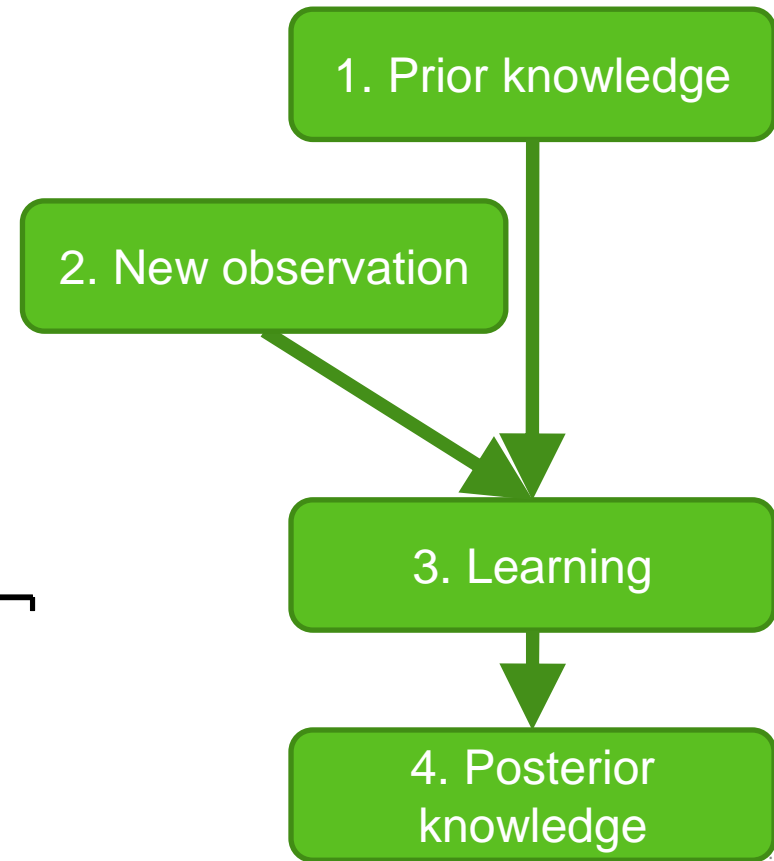 1. Prior knowledge
2. New observation
3. Learning
4. Posterior
knowledge